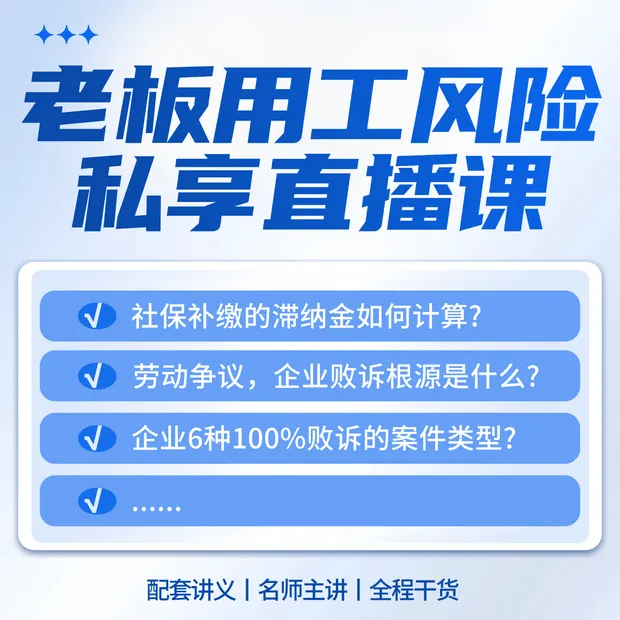 老板用工风险
私享直播课
√ 社保补缴的滞纳金如何计算?
√ 劳动争议，企业败诉根源是什么?
√ 企业6种100%败诉的案件类型?
√ ......
配套讲义丨名师主讲丨全程干货